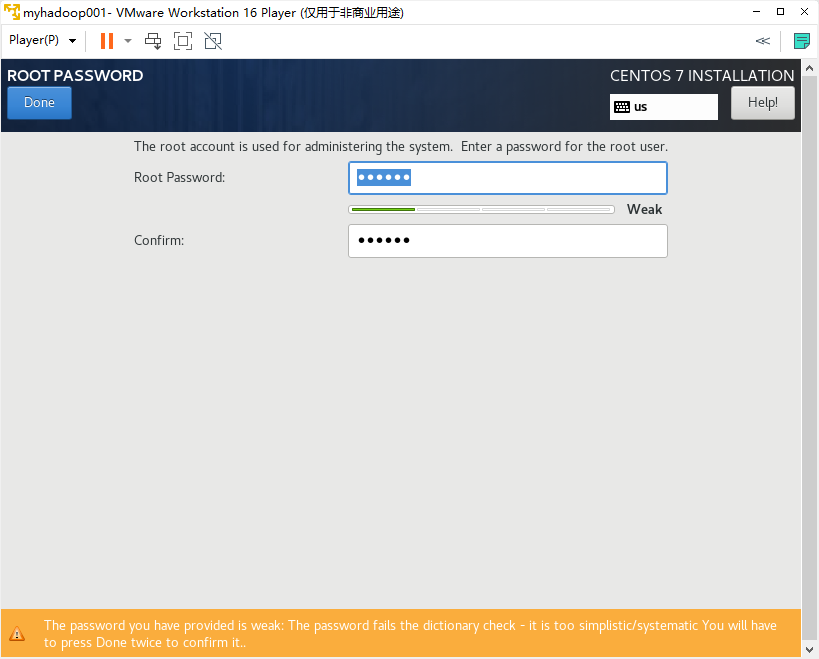 myhadoop001- VMware Workstation 16 Player (仅用于非商业用途)
Player(P)
ROOT PASSWORD
CENTOS 7 INSTALLATION
Done
us
Help!
The root account is used for administering the system.  Enter a password for the root user.
Root Password:
●●●●●●
Weak
Confirm:
●●●●●●
The password you have provided is weak: The password fails the dictionary check - it is too simplistic/systematic You will have
to press Done twice to confirm it..